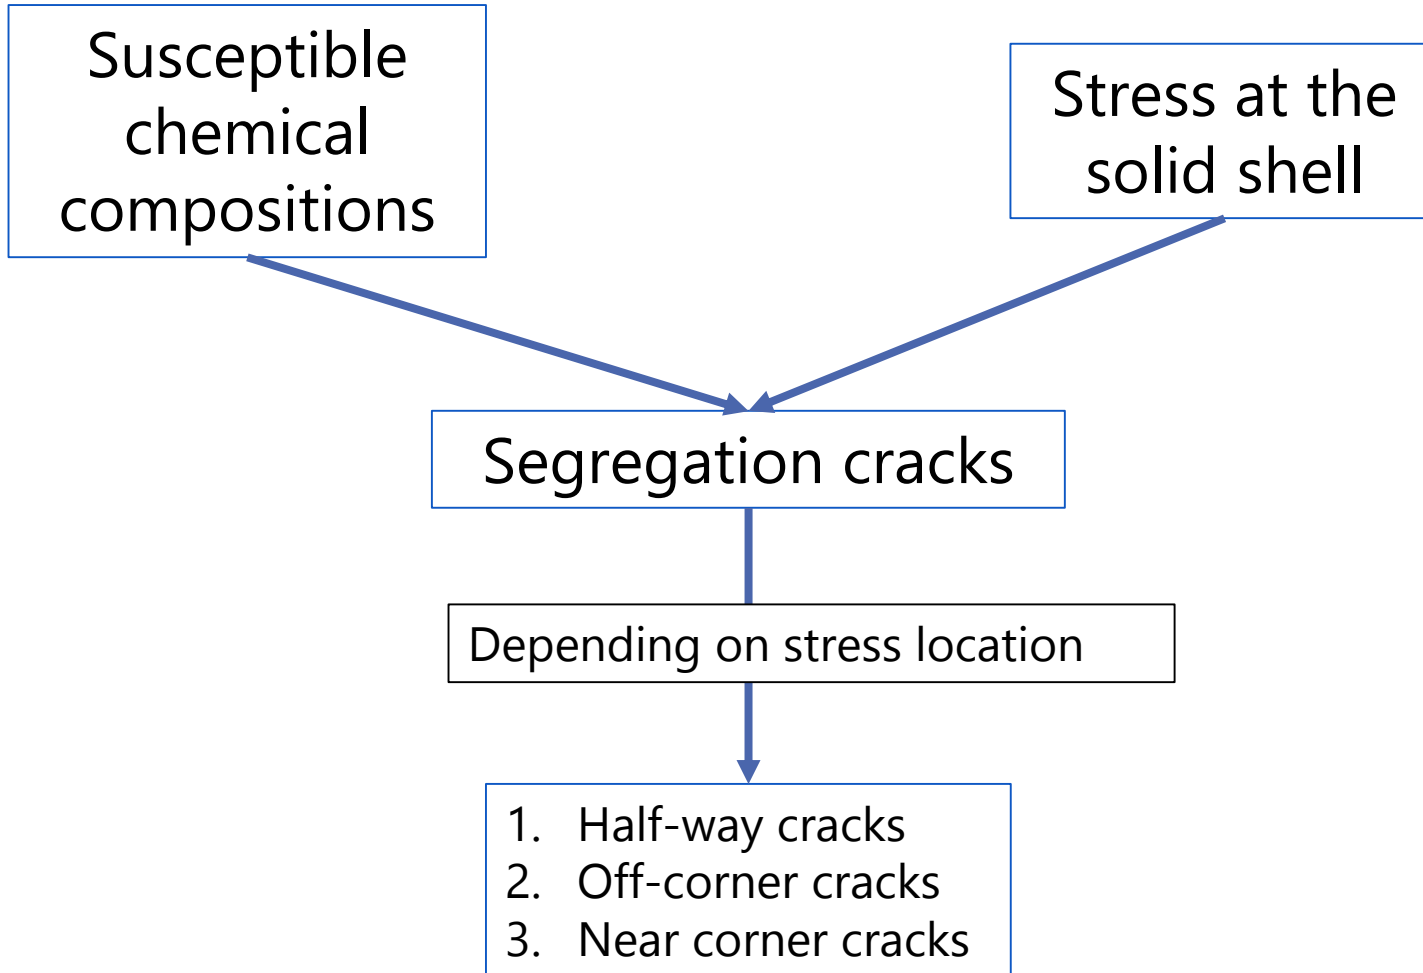 Susceptible
chemical
compositions
Stress at the
solid shell
Segregation cracks
Depending on stress location
1. Half-way cracks
2. Off-corner cracks
3. Near corner cracks